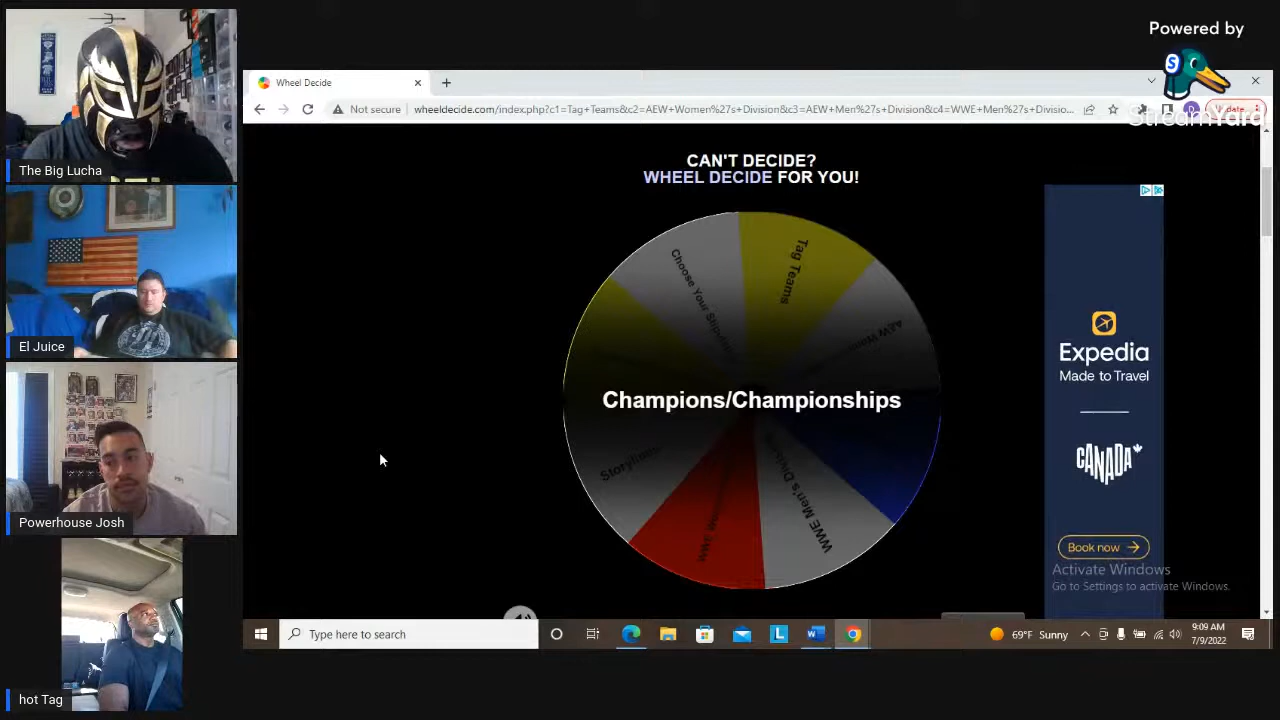 The Big Lucha
El Juice
Powerhouse Josh
hot Tag
Powered by
S
StreamYard
Wheel Decide
Not secure
wheeldecide.com/index.php?c1=Tag+Teams&c2=AEW+Women%27s+Division&c3=AEW+Men%27s+Division&c4=WWE+Men%27s+Divisio...
CAN'T DECIDE?
WHEEL DECIDE FOR YOU!
Choose Your
Tag Teams
AEW
Champions/Championships
WWE Men's Divis
WWE
Expedia
Made to Travel
CANADA
Book now
Activate Windows
Go to Settings to activate Windows.
Type here to search
L
69°F Sunny
9:09 AM
7/9/2022